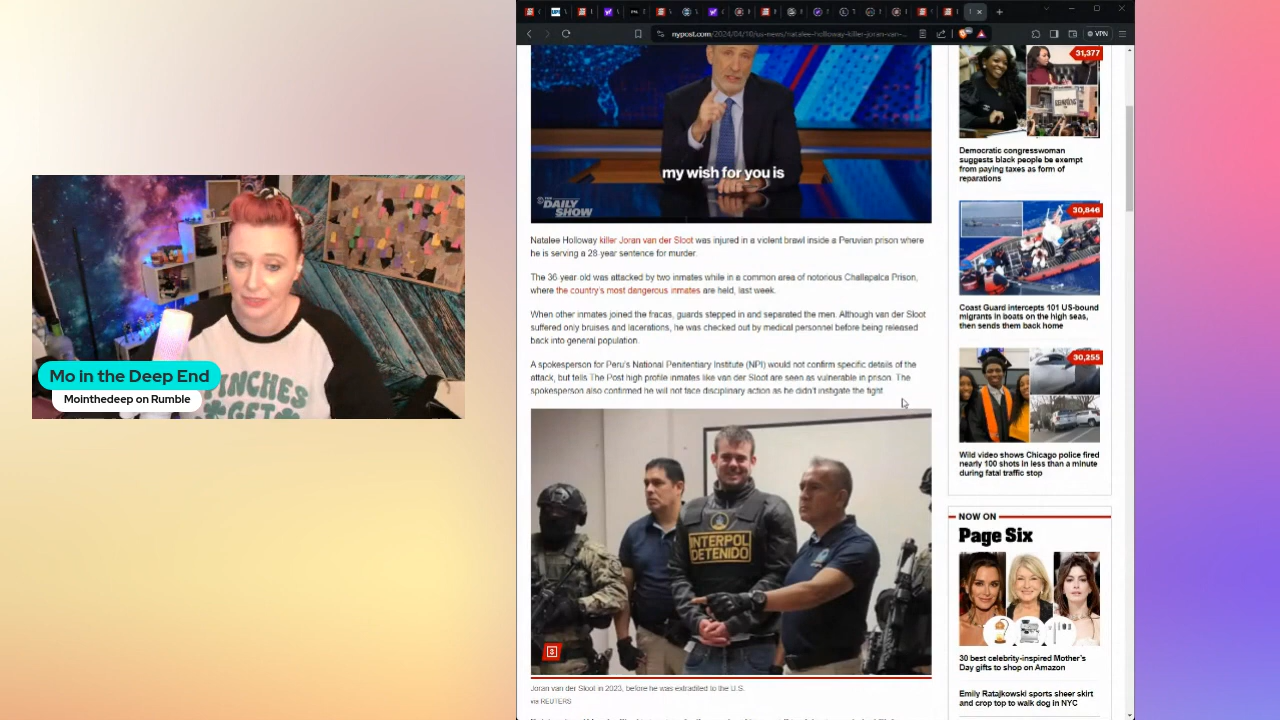 nypost.com/2024/04/10/us-news/natalee-holloway-killer-joran-van-...
VPN
my wish for you is
THE
DAILY
SHOW
Natalee Holloway killer Joran van der Sloot was injured in a violent brawl inside a Peruvian prison where
he is serving a 28-year sentence for murder.
The 36-year-old was attacked by two inmates while in a common area of notorious Challapalca Prison,
where the country's most dangerous inmates are held, last week.
When other inmates joined the fracas, guards stepped in and separated the men. Although van der Sloot
suffered only bruises and lacerations, he was checked out by medical personnel before being released
back into general population.
A spokesperson for Peru's National Penitentiary Institute (NPI) would not confirm specific details of the
attack, but tells The Post high profile inmates like van der Sloot are seen as vulnerable in prison. The
spokesperson also confirmed he will not face disciplinary action as he didn't instigate the fight.
INTERPOL
DETENIDO
Joran van der Sloot in 2023, before he was extradited to the U.S.
via REUTERS
31,377
Democratic congresswoman
suggests black people be exempt
from paying taxes as form of
reparations
30,846
Coast Guard intercepts 101 US-bound
migrants in boats on the high seas,
then sends them back home
30,255
Wild video shows Chicago police fired
nearly 100 shots in less than a minute
during fatal traffic stop
NOW ON
Page Six
30 best celebrity-inspired Mother's
Day gifts to shop on Amazon
Emily Ratajkowski sports sheer skirt
and crop top to walk dog in NYC
INCHES
GET
Mo in the Deep End
Mointhedeep on Rumble